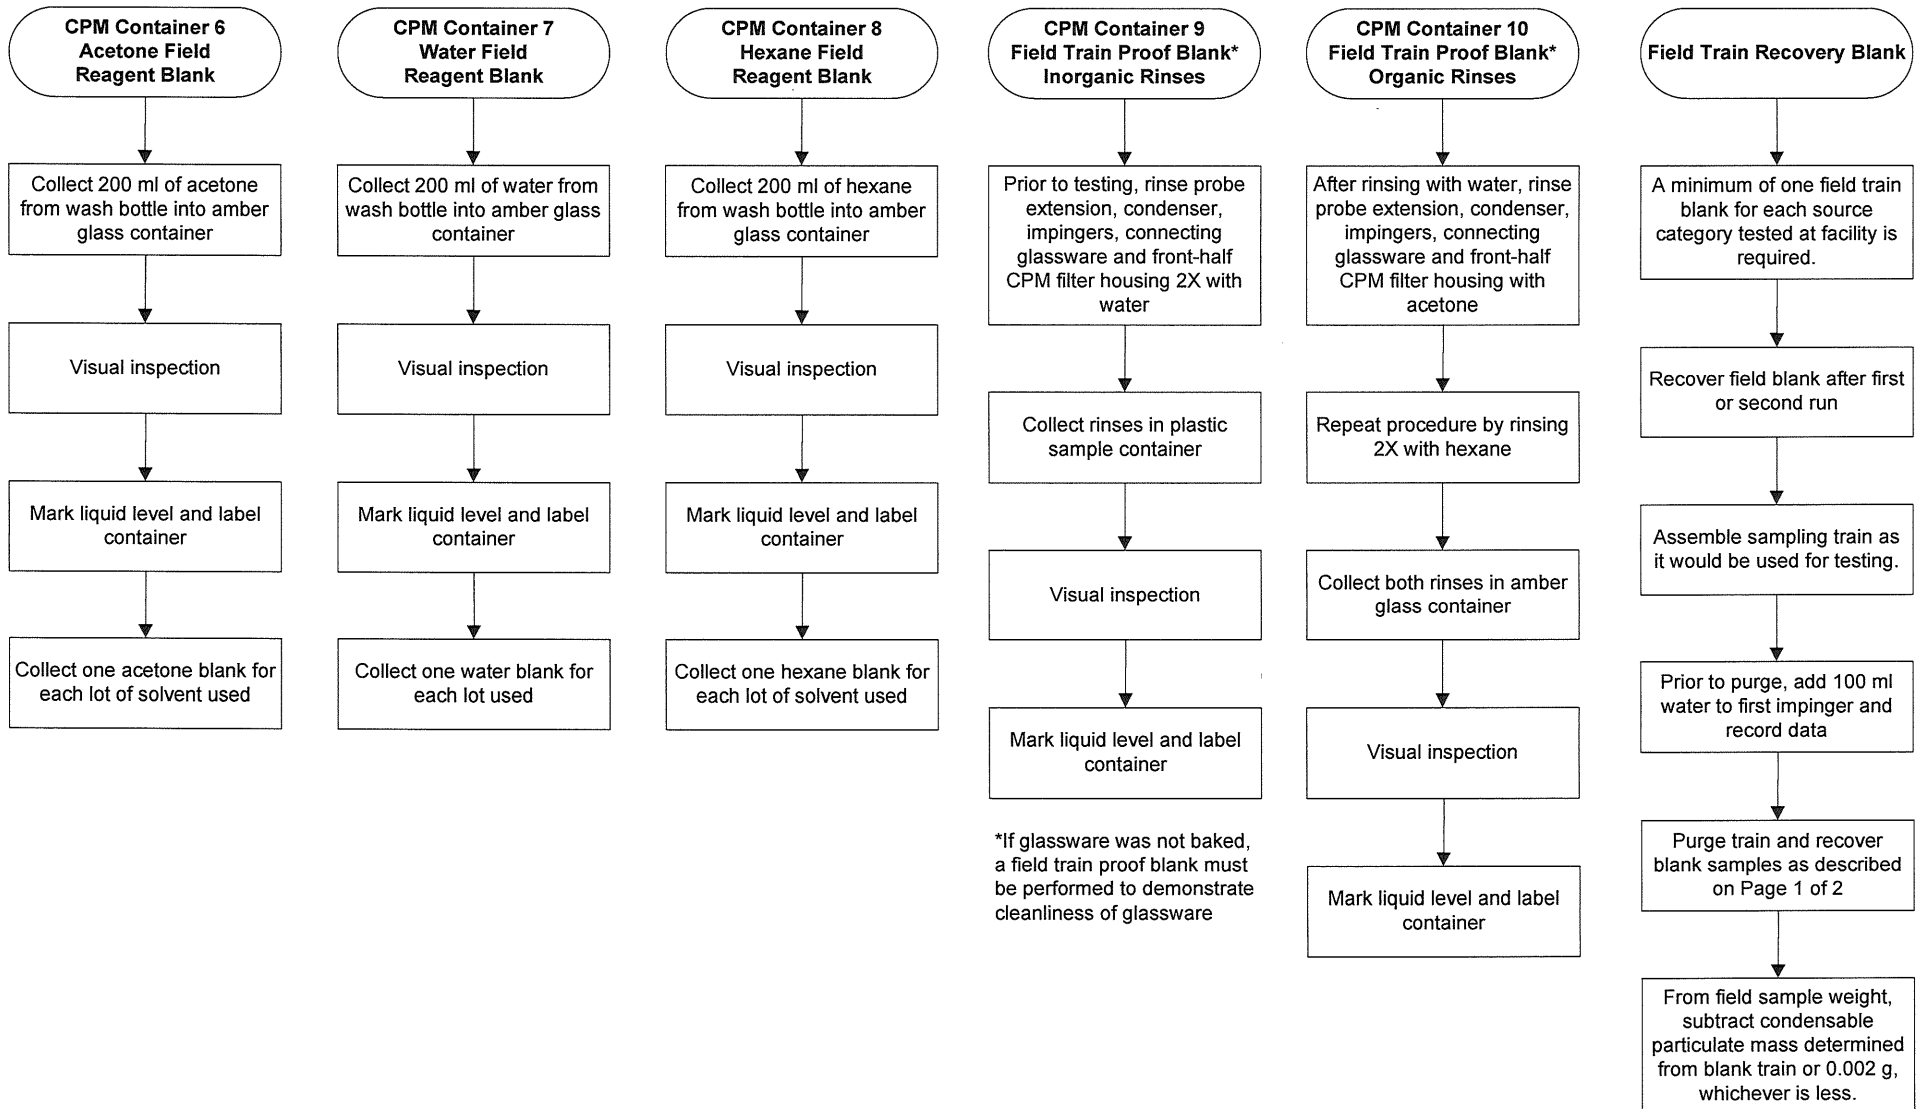 CPM Container 6
Acetone Field
Reagent Blank
Collect 200 ml of acetone
from wash bottle into amber
glass container
Visual inspection
Mark liquid level and label
container
Collect one acetone blank for
each lot of solvent used
CPM Container 7
Water Field
Reagent Blank
Collect 200 ml of water from
wash bottle into amber glass
container
Visual inspection
Mark liquid level and label
container
Collect one water blank for
each lot used
CPM Container 8
Hexane Field
Reagent Blank
Collect 200 ml of hexane
from wash bottle into amber
glass container
Visual inspection
Mark liquid level and label
container
Collect one hexane blank for
each lot of solvent used
CPM Container 9
Field Train Proof Blank*
Inorganic Rinses
Prior to testing, rinse probe
extension, condenser,
impingers, connecting
glassware and front-half
CPM filter housing 2X with
water
Collect rinses in plastic
sample container
Visual inspection
Mark liquid level and label
container
*If glassware was not baked,
a field train proof blank must
be performed to demonstrate
cleanliness of glassware
CPM Container 10
Field Train Proof Blank*
Organic Rinses
After rinsing with water, rinse
probe extension, condenser,
impingers, connecting
glassware and front-half
CPM filter housing with
acetone
Repeat procedure by rinsing
2X with hexane
Collect both rinses in amber
glass container
Visual inspection
Mark liquid level and label
container
Field Train Recovery Blank
A minimum of one field train
blank for each source
category tested at facility is
required.
Recover field blank after first
or second run
Assemble sampling train as
it would be used for testing.
Prior to purge, add 100 ml
water to first impinger and
record data
Purge train and recover
blank samples as described
on Page 1 of 2
From field sample weight,
subtract condensable
particulate mass determined
from blank train or 0.002 g,
whichever is less.